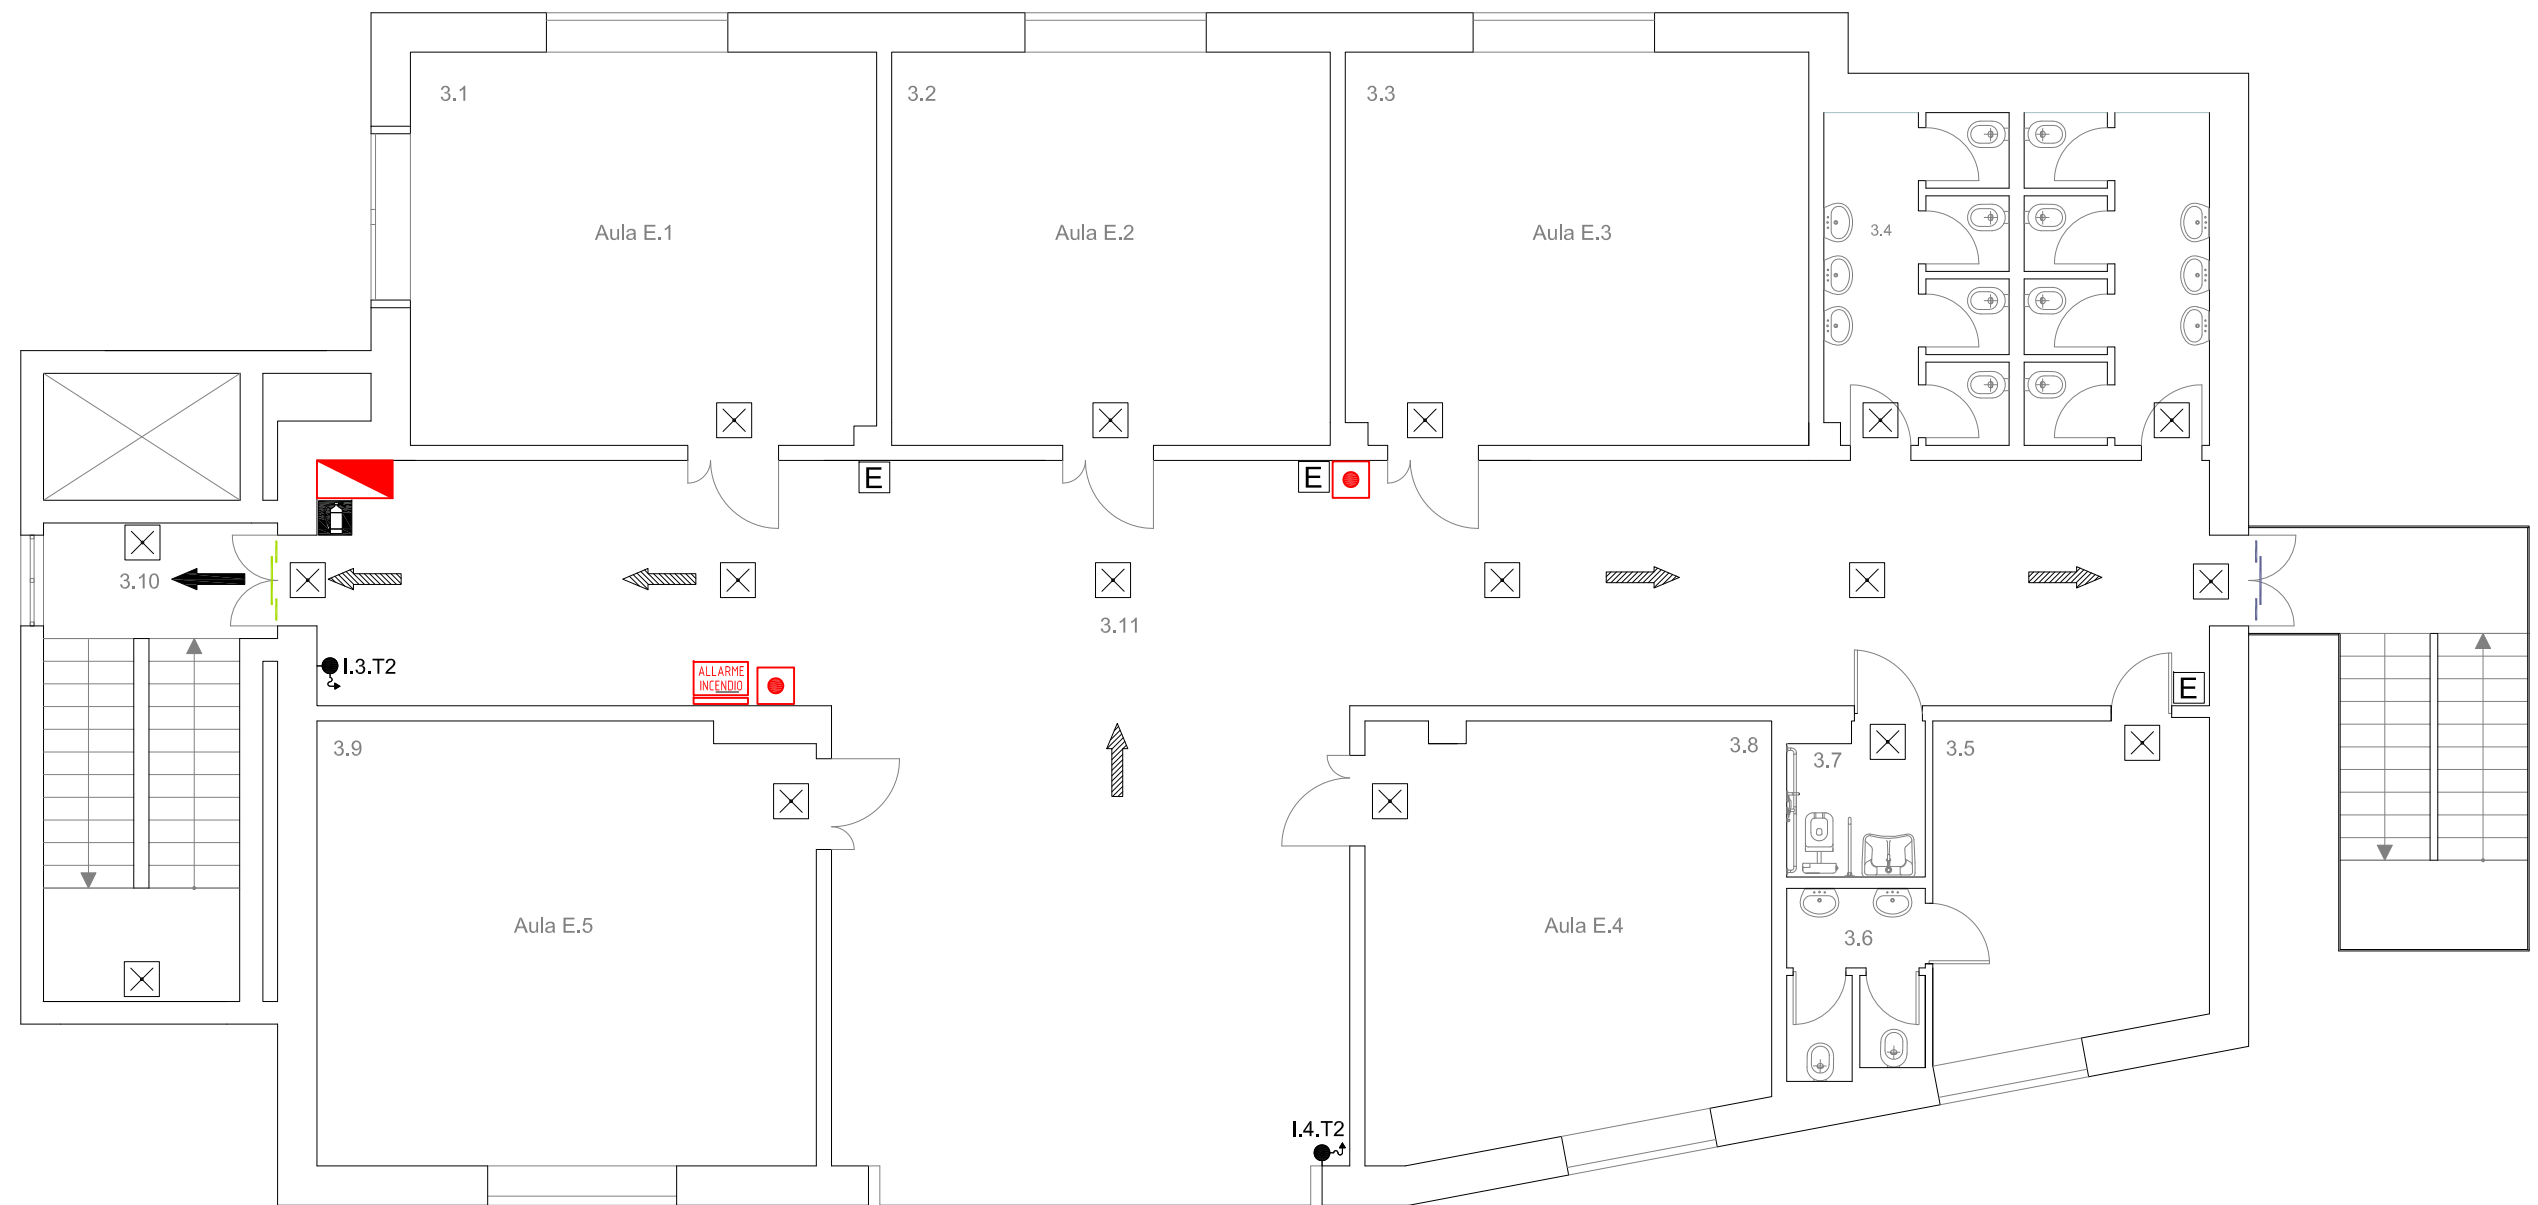 3.1
3.2
3.3
Aula E.1
Aula E.2
Aula E.3
3.4
E
E
3.10
3.11
I.3.T2
ALLARME
INCENDIO
E
3.9
3.8
3.7
3.5
Aula E.5
Aula E.4
3.6
I.4.T2